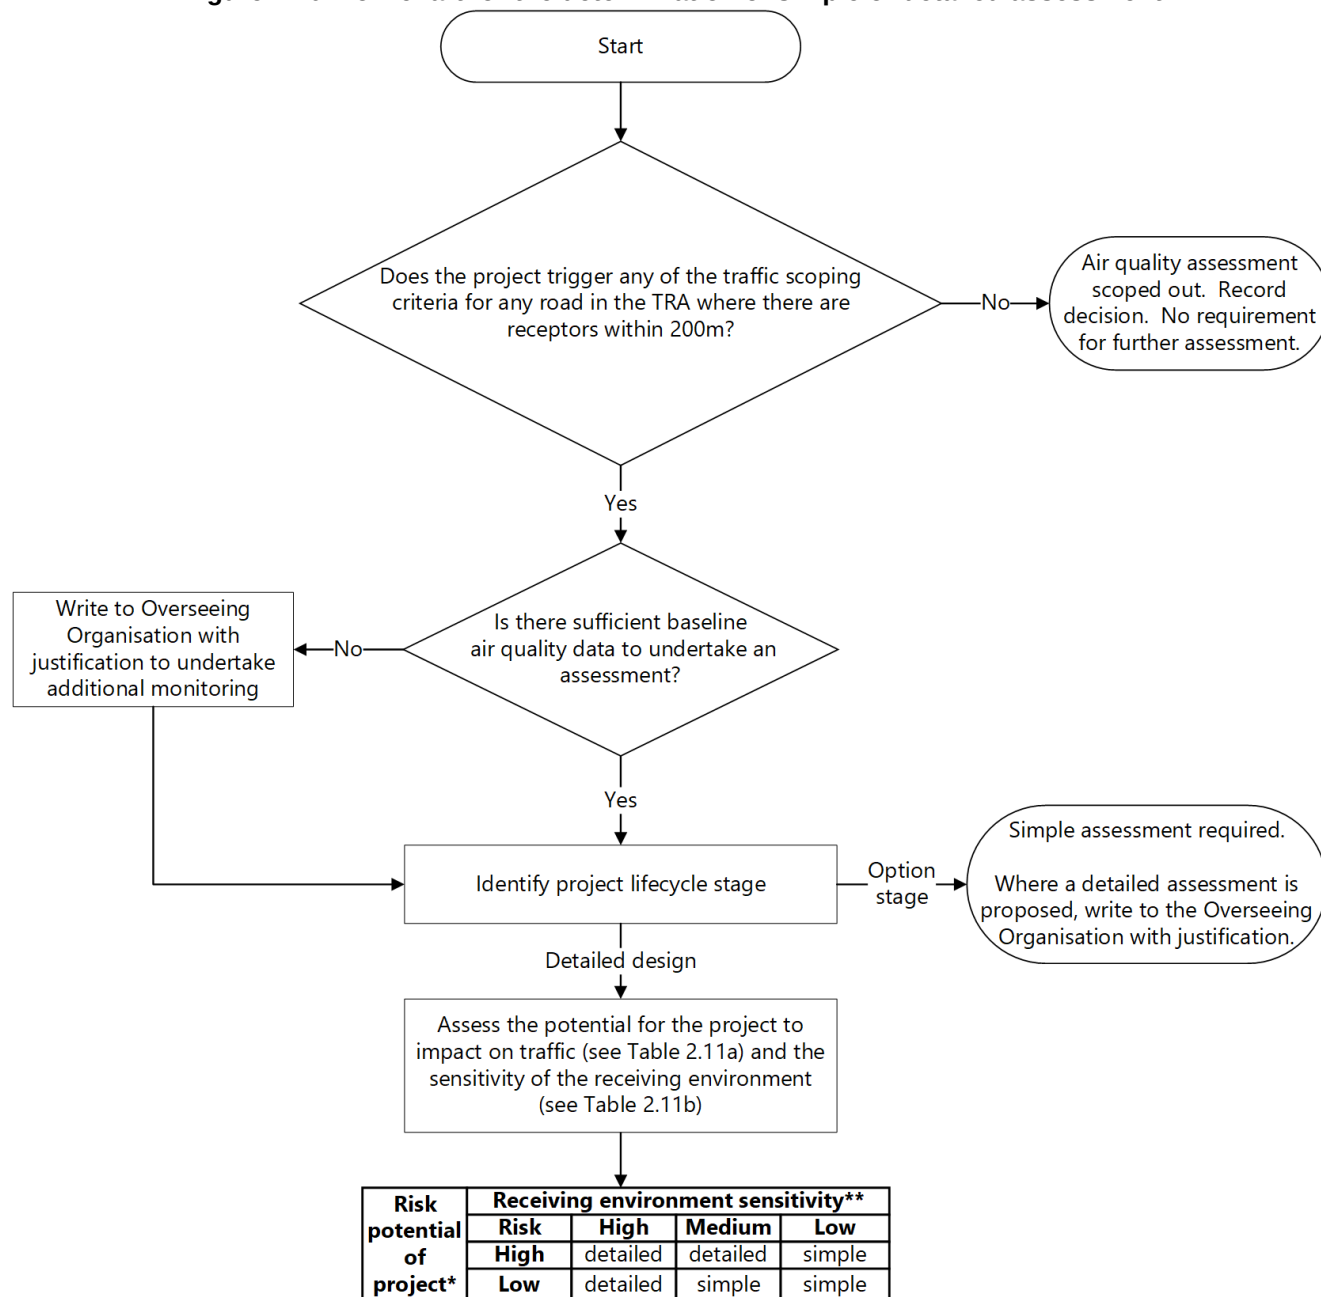 Start
Does the project trigger any of the traffic scoping
criteria for any road in the TRA where there are
receptors within 200m?
No
Air quality assessment
scoped out. Record
decision. No requirement
for further assessment.
Yes
Is there sufficient baseline
air quality data to undertake an
assessment?
No
Write to Overseeing
Organisation with
justification to undertake
additional monitoring
Yes
Identify project lifecycle stage
Option
stage
Simple assessment required.
Where a detailed assessment is
proposed, write to the Overseeing
Organisation with justification.
Detailed design
Assess the potential for the project to
impact on traffic (see Table 2.11a) and the
sensitivity of the receiving environment
(see Table 2.11b)
Risk
potential
of
project*
Receiving environment sensitivity**
Risk High Medium Low
High detailed detailed simple
Low detailed simple simple